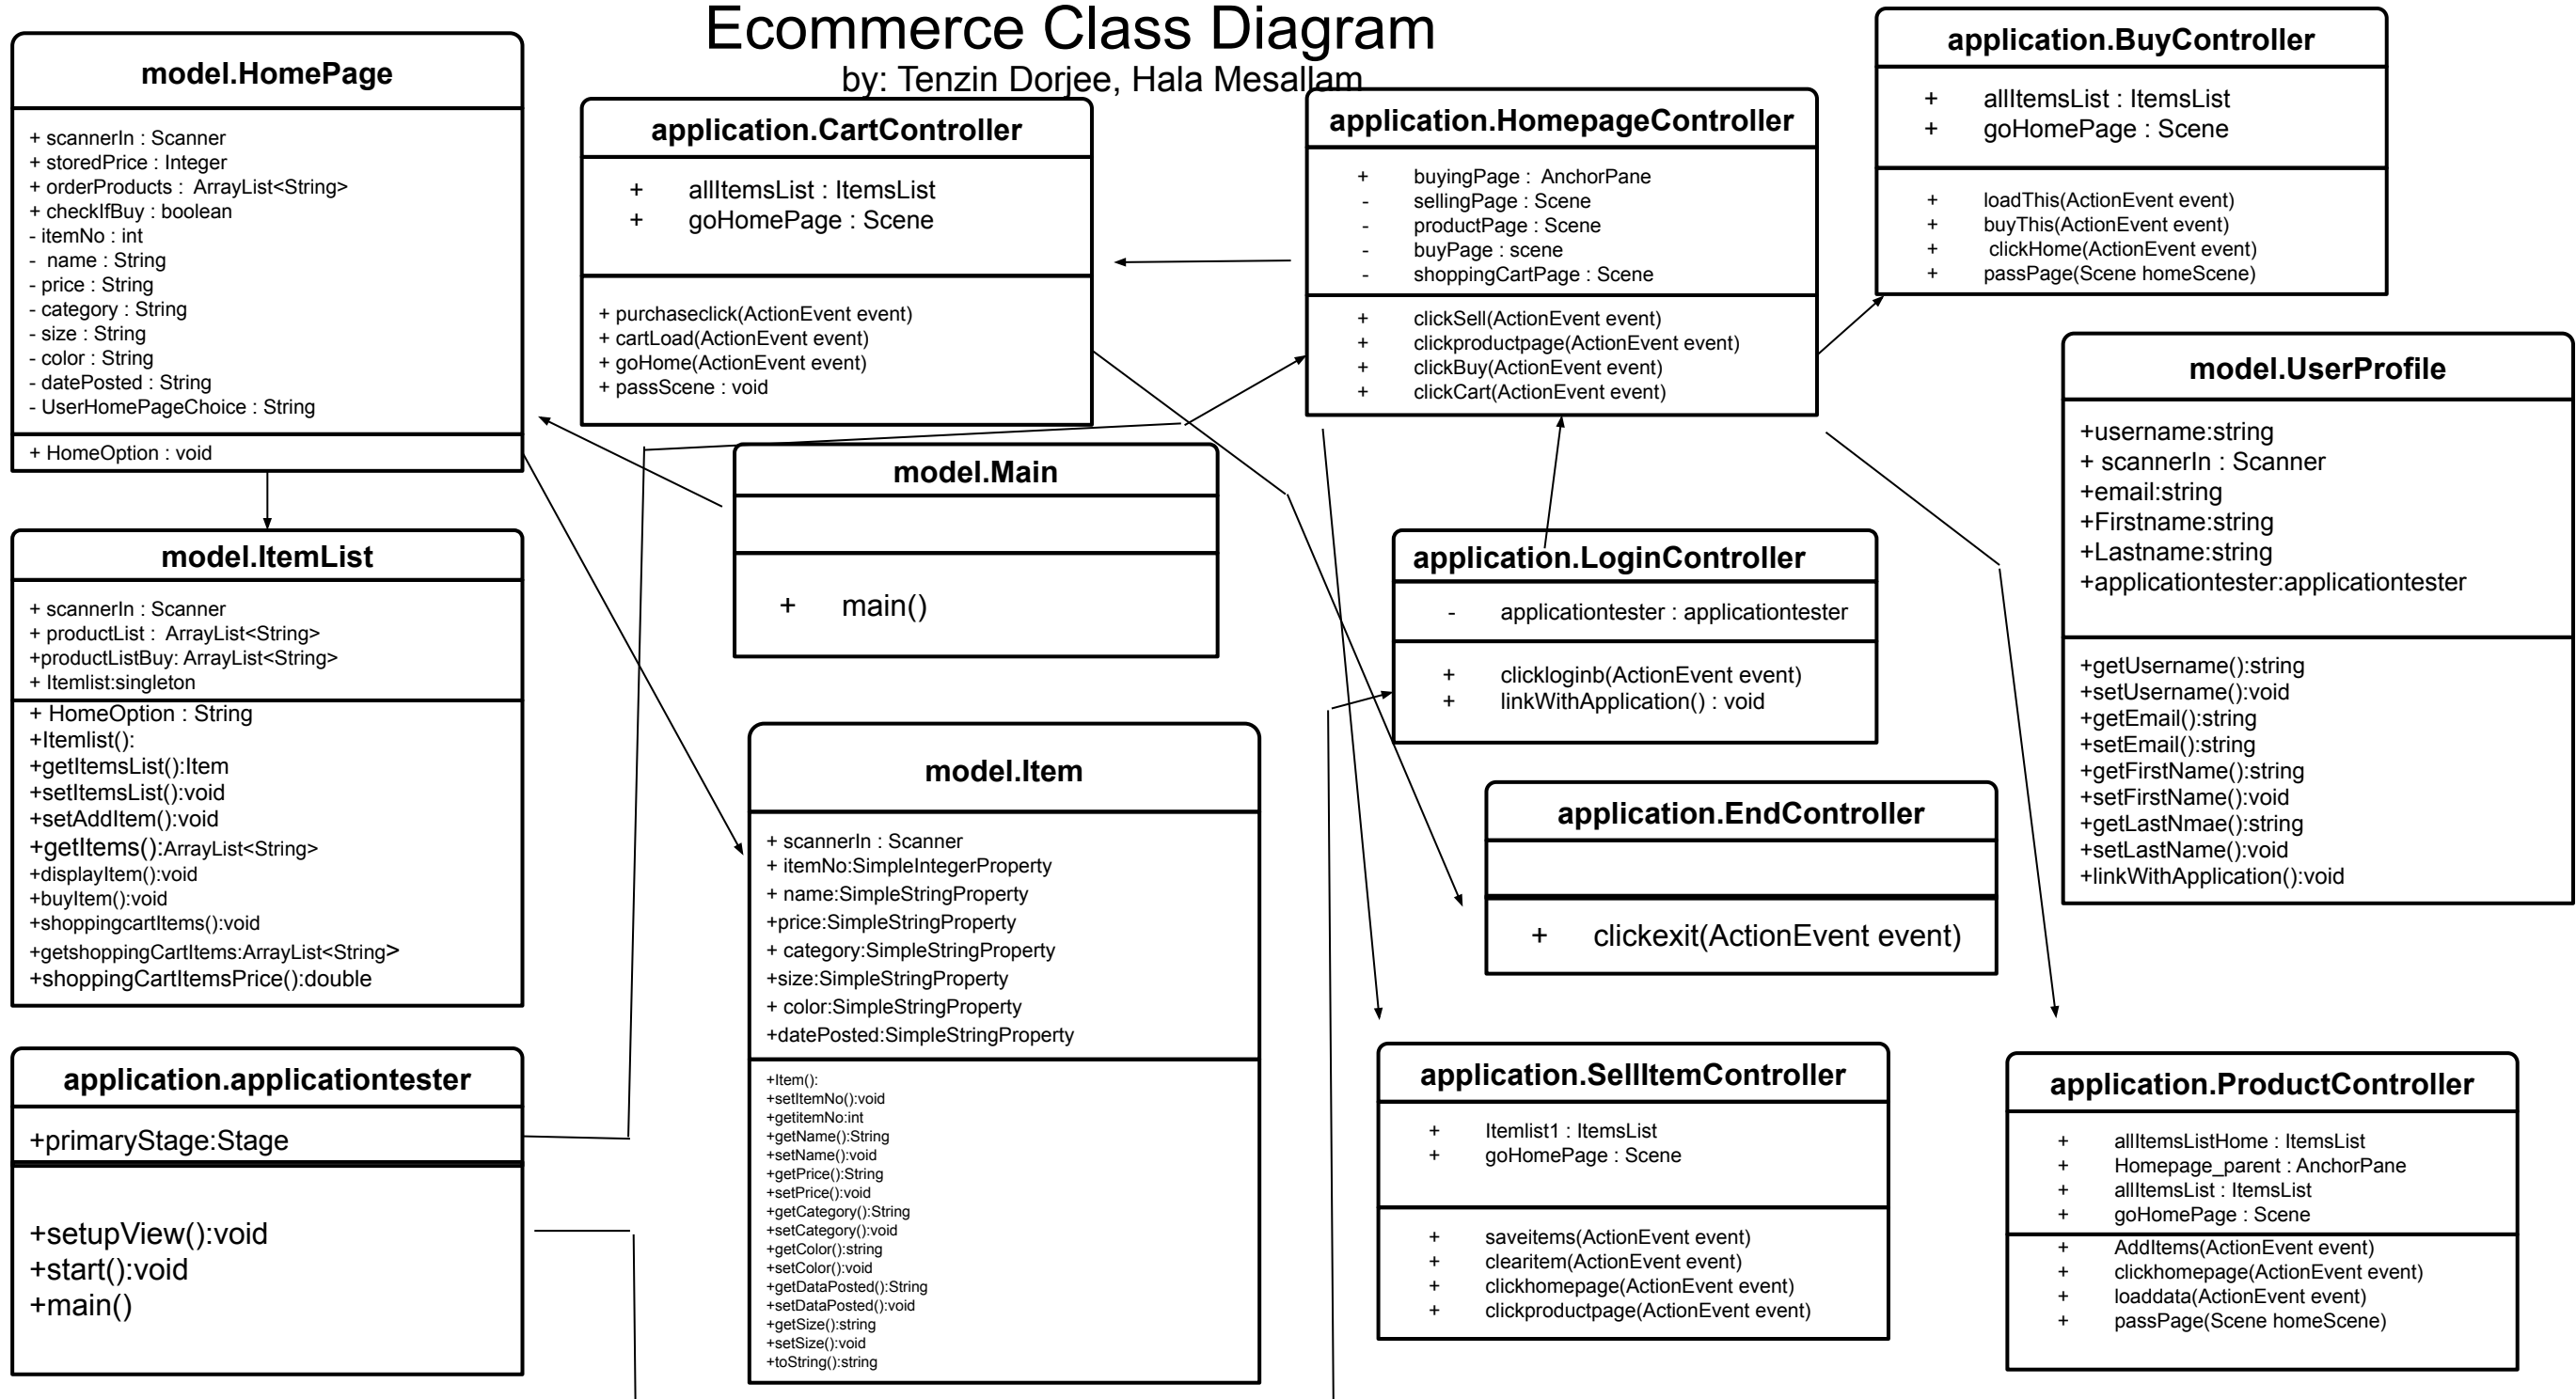 Ecommerce Class Diagram
by: Tenzin Dorjee, Hala Mesallam
model.HomePage
+ scannerIn : Scanner
+ storedPrice : Integer
+ orderProducts :  ArrayList<String>
+ checkIfBuy : boolean
- itemNo : int
-  name : String
- price : String
- category : String
- size : String
- color : String
- datePosted : String
- UserHomePageChoice : String
+ HomeOption : void
application.CartController
+ allItemsList : ItemsList
+ goHomePage : Scene
+ purchaseclick(ActionEvent event)
+ cartLoad(ActionEvent event)
+ goHome(ActionEvent event)
+ passScene : void
application.HomepageController
+ buyingPage :  AnchorPane
- sellingPage : Scene
- productPage : Scene
- buyPage : scene
- shoppingCartPage : Scene
+ clickSell(ActionEvent event)
+ clickproductpage(ActionEvent event)
+ clickBuy(ActionEvent event)
+ clickCart(ActionEvent event)
application.BuyController
+ allItemsList : ItemsList
+ goHomePage : Scene
+ loadThis(ActionEvent event)
+ buyThis(ActionEvent event)
+ clickHome(ActionEvent event)
+ passPage(Scene homeScene)
model.UserProfile
+username:string
+ scannerIn : Scanner
+email:string
+Firstname:string
+Lastname:string
+applicationtester:applicationtester
+getUsername():string
+setUsername():void
+getEmail():string
+setEmail():string
+getFirstName():string
+setFirstName():void
+getLastNmae():string
+setLastName():void
+linkWithApplication():void
model.Main
+ main()
model.ItemList
+ scannerIn : Scanner
+ productList :  ArrayList<String>
+productListBuy: ArrayList<String>
+ Itemlist:singleton
+ HomeOption : String
+Itemlist():
+getItemsList():Item
+setItemsList():void
+setAddItem():void
+getItems():ArrayList<String>
+displayItem():void
+buyItem():void
+shoppingcartItems():void
+getshoppingCartItems:ArrayList<String>
+shoppingCartItemsPrice():double
application.LoginController
- applicationtester : applicationtester
+ clickloginb(ActionEvent event)
+ linkWithApplication() : void
model.Item
+ scannerIn : Scanner
+ itemNo:SimpleIntegerProperty
+ name:SimpleStringProperty
+price:SimpleStringProperty
+ category:SimpleStringProperty
+size:SimpleStringProperty
+ color:SimpleStringProperty
+datePosted:SimpleStringProperty
+Item():
+setItemNo():void
+getitemNo:int
+getName():String
+setName():void
+getPrice():String
+setPrice():void
+getCategory():String
+setCategory():void
+getColor():string
+setColor():void
+getDataPosted():String
+setDataPosted():void
+getSize():string
+setSize():void
+toString():string
application.EndController
+ clickexit(ActionEvent event)
application.applicationtester
+primaryStage:Stage
+setupView():void
+start():void
+main()
application.SellItemController
+ Itemlist1 : ItemsList
+ goHomePage : Scene
+ saveitems(ActionEvent event)
+ clearitem(ActionEvent event)
+ clickhomepage(ActionEvent event)
+ clickproductpage(ActionEvent event)
application.ProductController
+ allItemsListHome : ItemsList
+ Homepage_parent : AnchorPane
+ allItemsList : ItemsList
+ goHomePage : Scene
+ AddItems(ActionEvent event)
+ clickhomepage(ActionEvent event)
+ loaddata(ActionEvent event)
+ passPage(Scene homeScene)